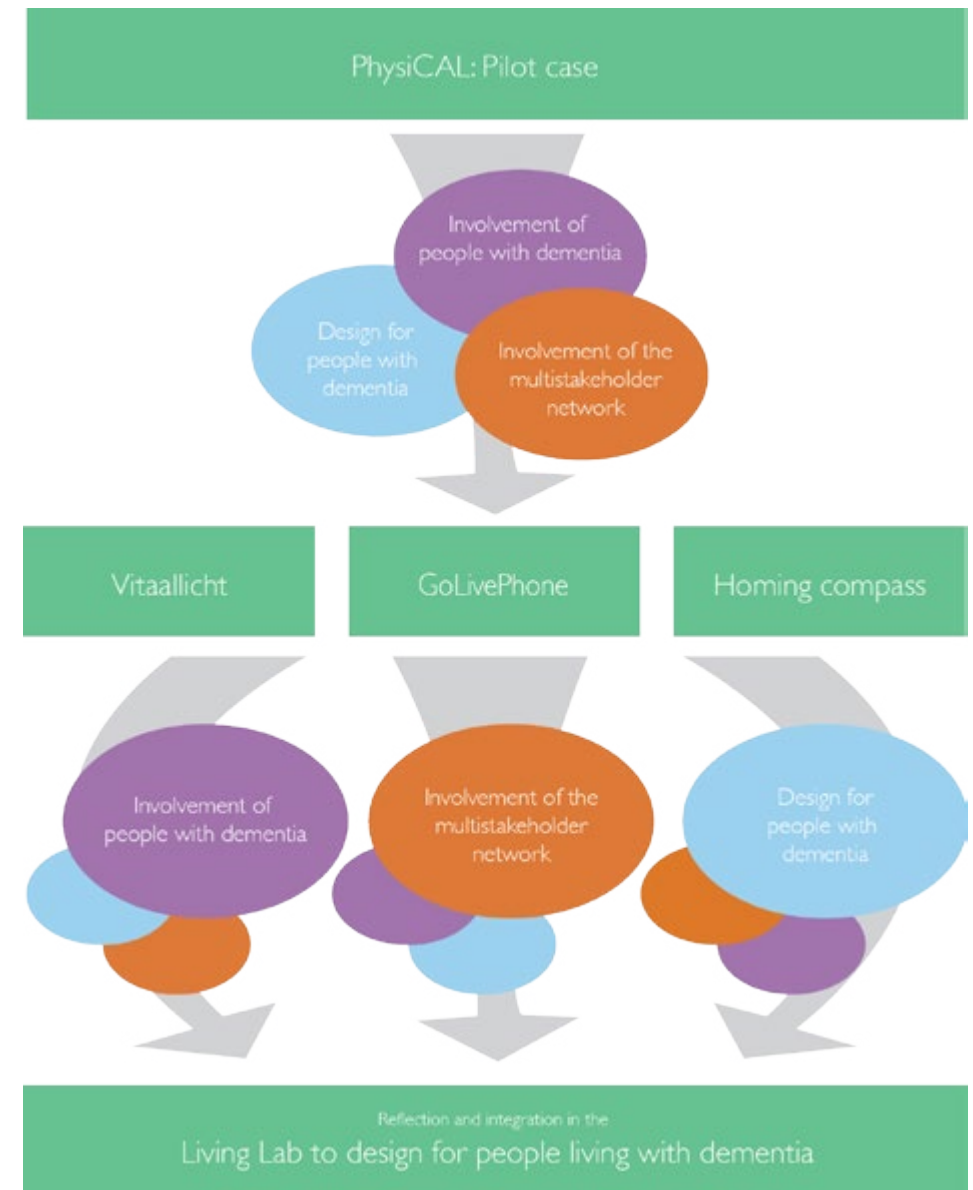 PhysiCAL: Pilot case
Involvement of
people with dementia
Design for
people with
dementia
Involvement of the
multistakeholder
network
Vitaallicht
GoLivePhone
Homing compass
Involvement of
people with dementia
Involvement of the
multistakeholder
network
Design for
people with
dementia
Reflection and integration in the
Living Lab to design for people living with dementia